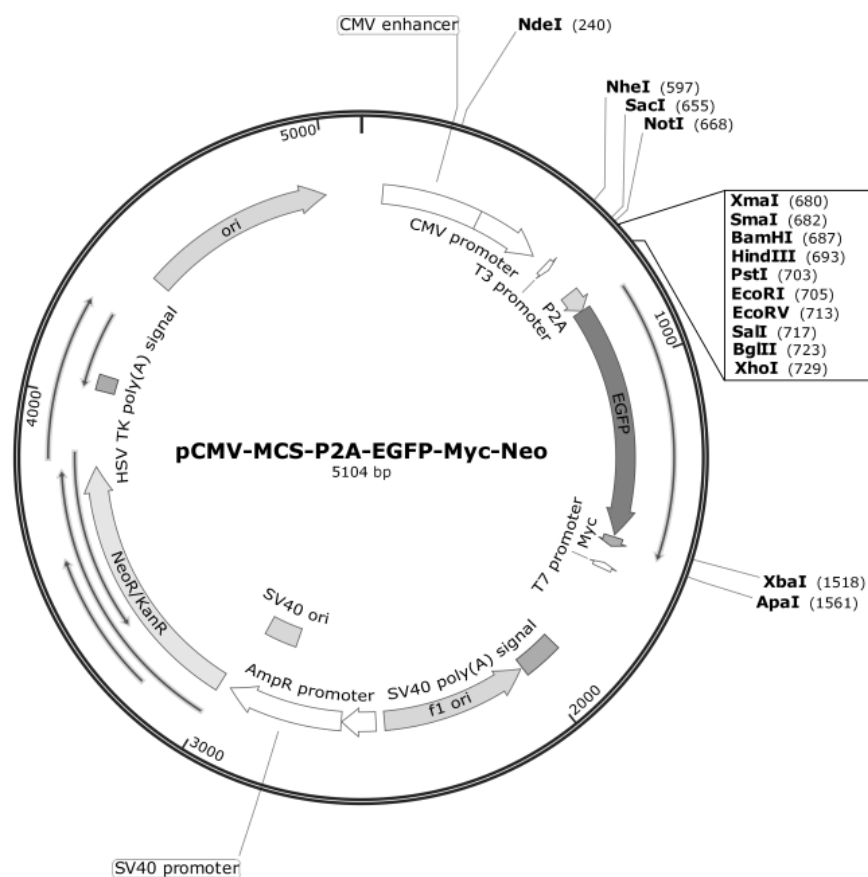 CMV enhancer
NdeI (240)
NheI (597)
SacI (655)
NotI (668)
XmaI (680)
SmaI (682)
BamHI (687)
HindIII (693)
PstI (703)
EcoRI (705)
EcoRV (713)
SalI (717)
BglII (723)
XhoI (729)
5000
ori
CMV promoter
T3 promoter
P2A
1000
EGFP
4000
HSV TK poly(A) signal
pCMV-MCS-P2A-EGFP-Myc-Neo
5104 bp
Myc
T7 promoter
XbaI (1518)
ApaI (1561)
NeoR/KanR
SV40 ori
AmpR promoter
SV40 poly(A) signal
f1 ori
2000
3000
SV40 promoter